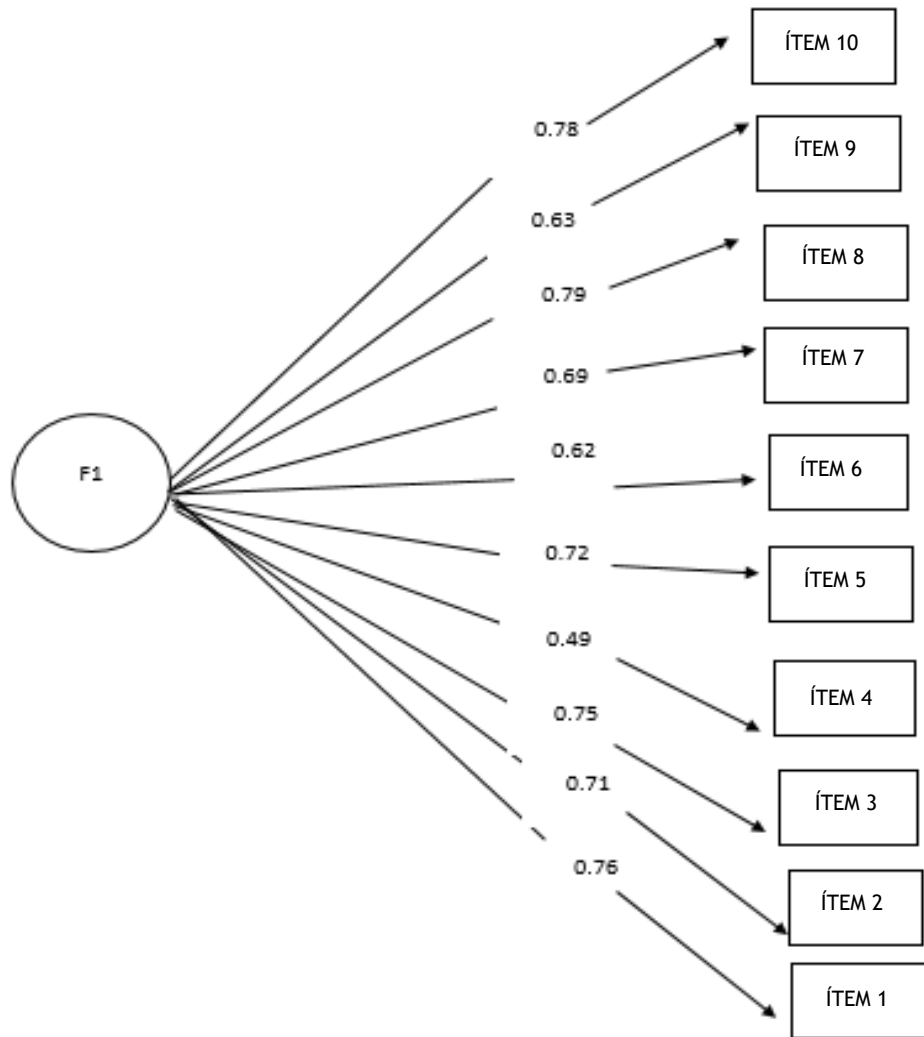 ÍTEM 10
0.78
ÍTEM 9
0.63
ÍTEM 8
0.79
ÍTEM 7
0.69
0.62
F1
ÍTEM 6
0.72
ÍTEM 5
0.49
ÍTEM 4
0.75
0.71
ÍTEM 3
0.76
ÍTEM 2
ÍTEM 1